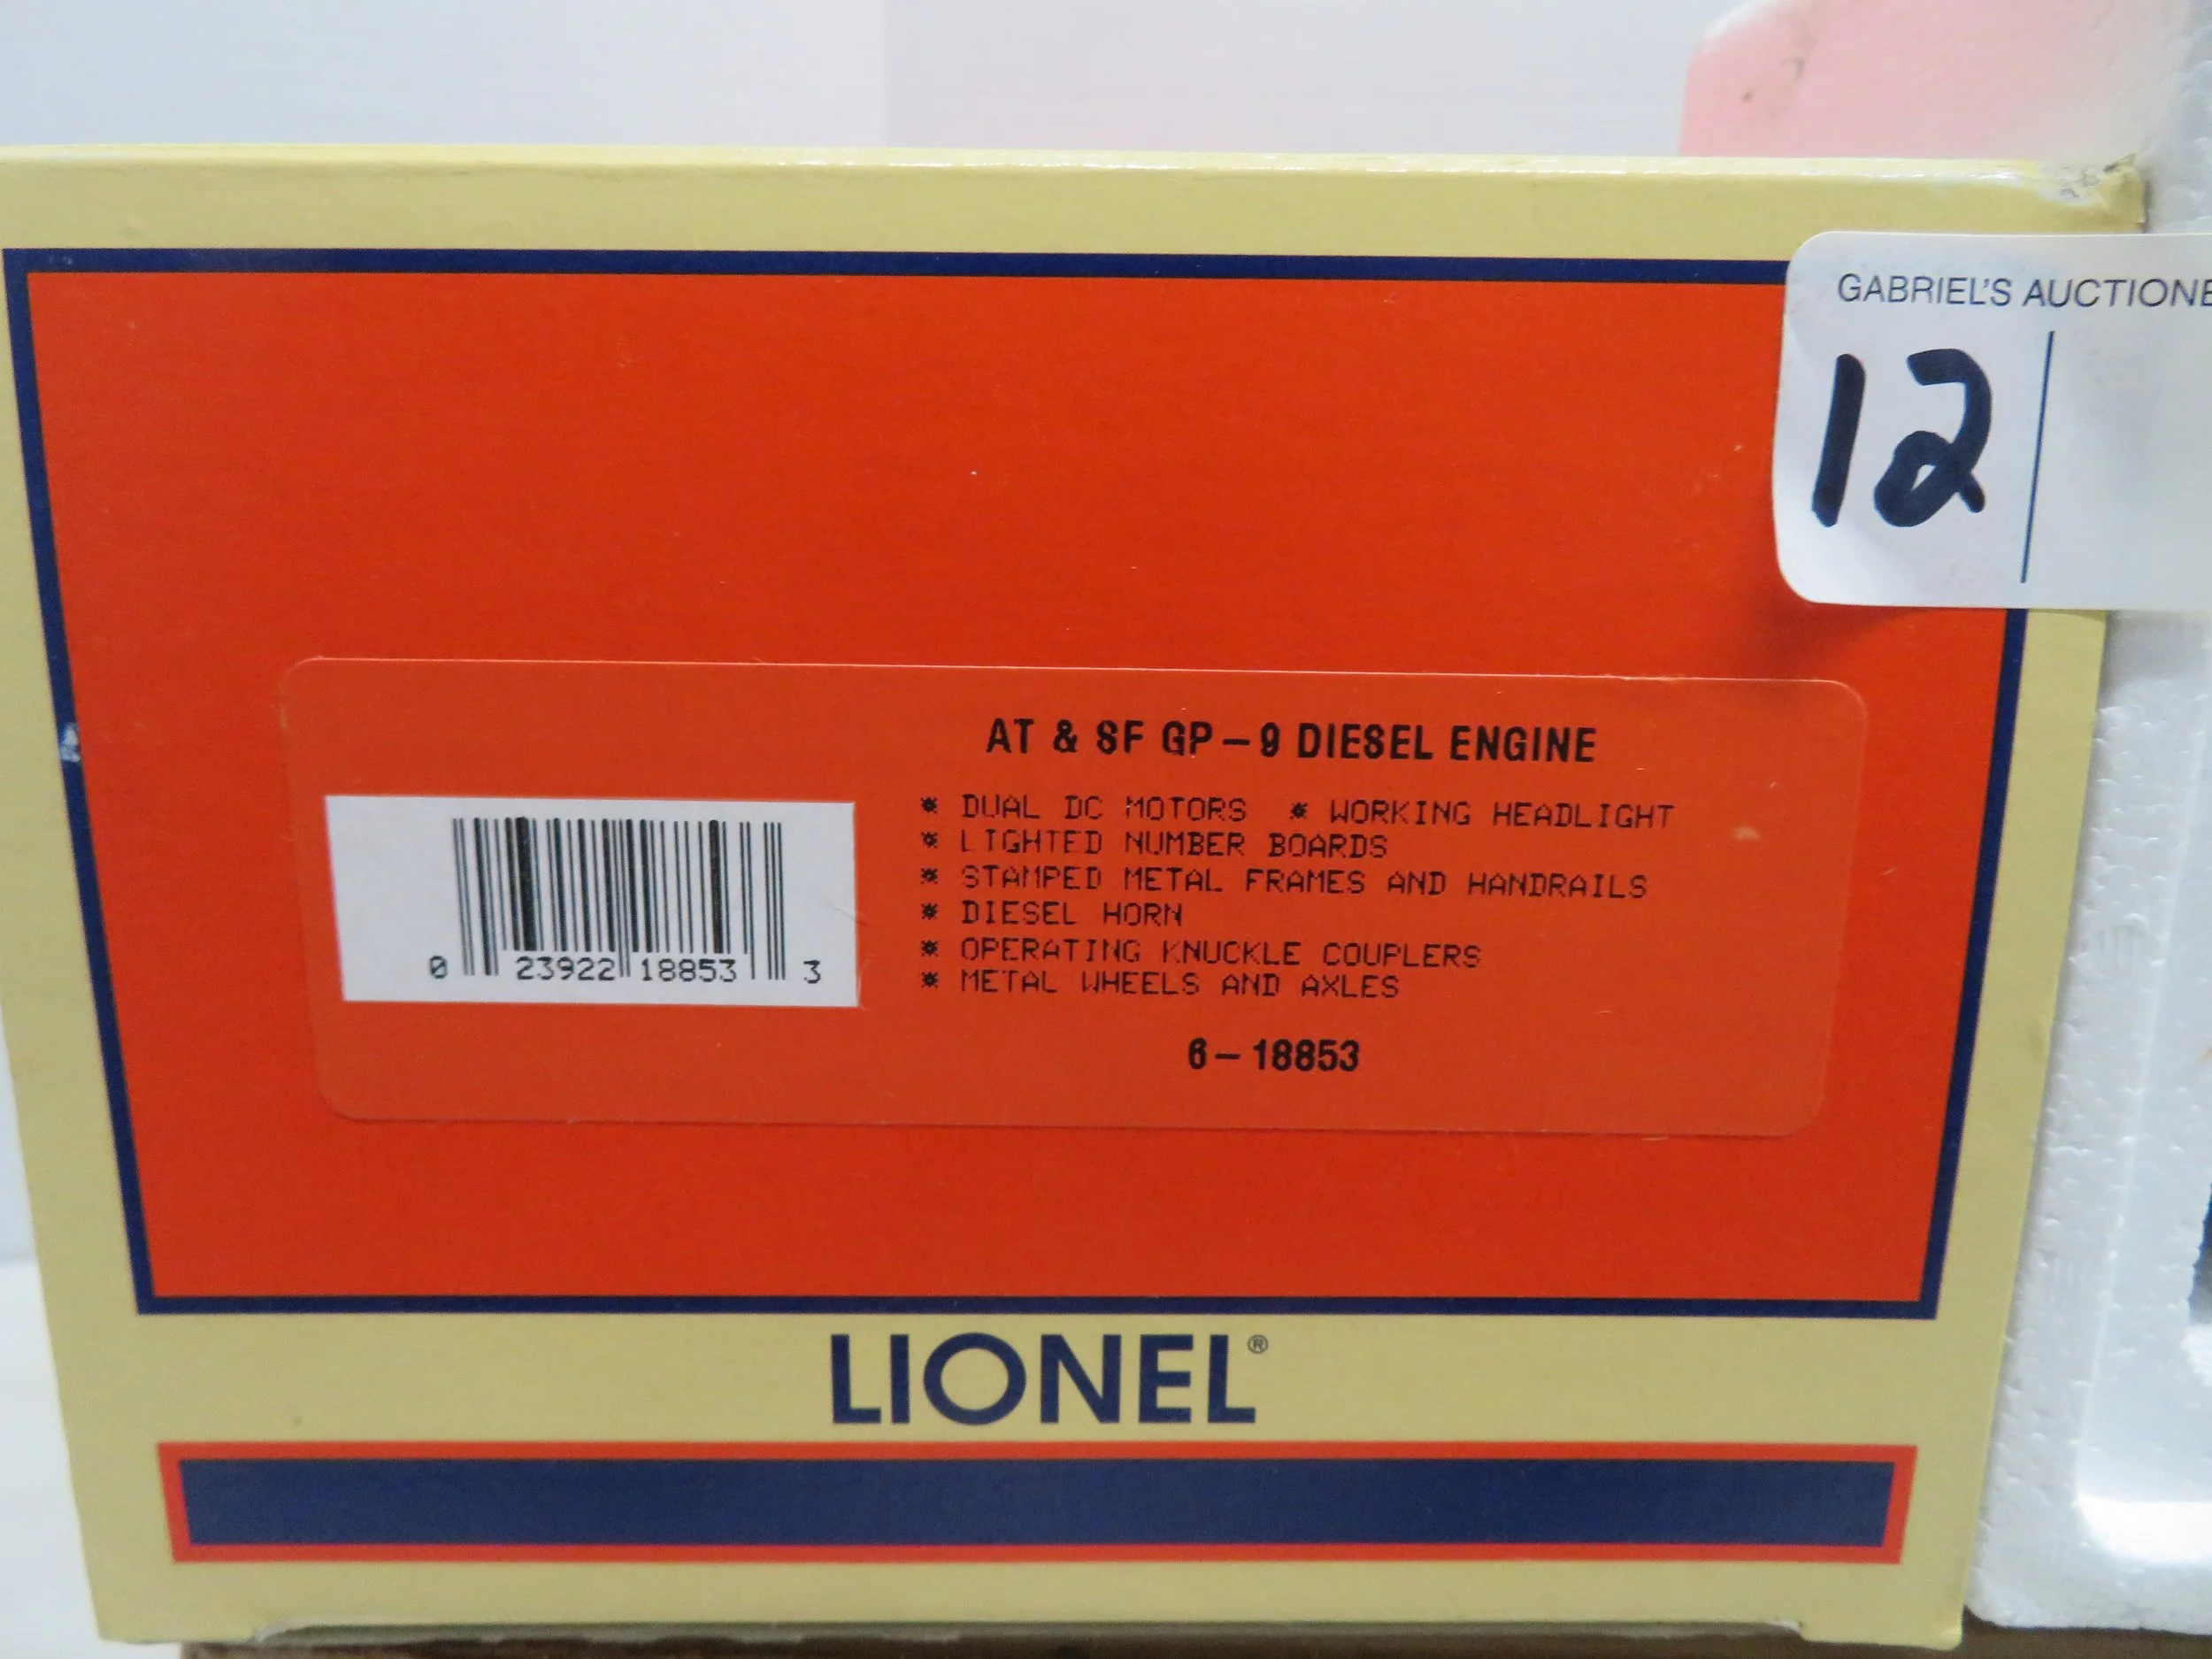 GABRIEL'S AUCTIONE
12
AT & SF GP-9 DIESEL ENGINE
* DUAL DC MOTORS * WORKING HEADLIGHT
* LIGHTED NUMBER BOARDS
* STAMPED METAL FRAMES AND HANDRAILS
* DIESEL HORN
* OPERATING KNUCKLE COUPLERS
* METAL WHEELS AND AXLES
0 23922 18853 3
6-18853
LIONEL®